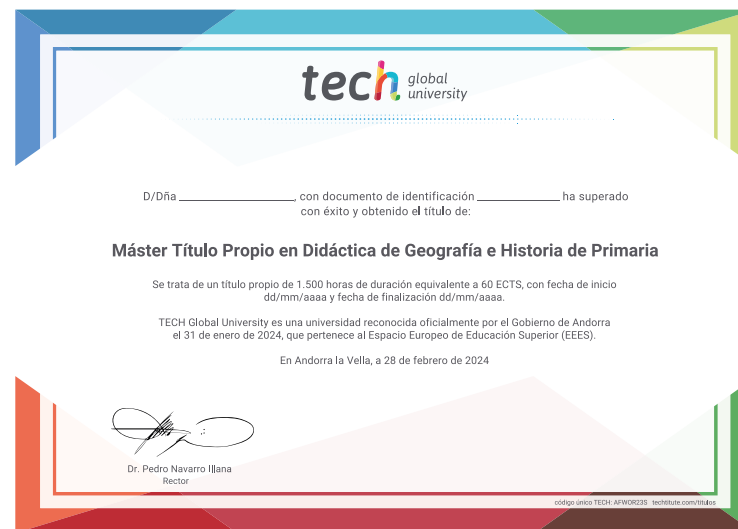 tech global
university
D/Dña ______________, con documento de identificación ____________ ha superado
con éxito y obtenido el título de:
Máster Título Propio en Didáctica de Geografía e Historia de Primaria
Se trata de un título propio de 1.500 horas de duración equivalente a 60 ECTS, con fecha de inicio
dd/mm/aaaa y fecha de finalización dd/mm/aaaa.
TECH Global University es una universidad reconocida oficialmente por el Gobierno de Andorra
el 31 de enero de 2024, que pertenece al Espacio Europeo de Educación Superior (EEES).
En Andorra la Vella, a 28 de febrero de 2024
Dr. Pedro Navarro Illana
Rector
código único TECH: AFWOR23S techtitute.com/titulos